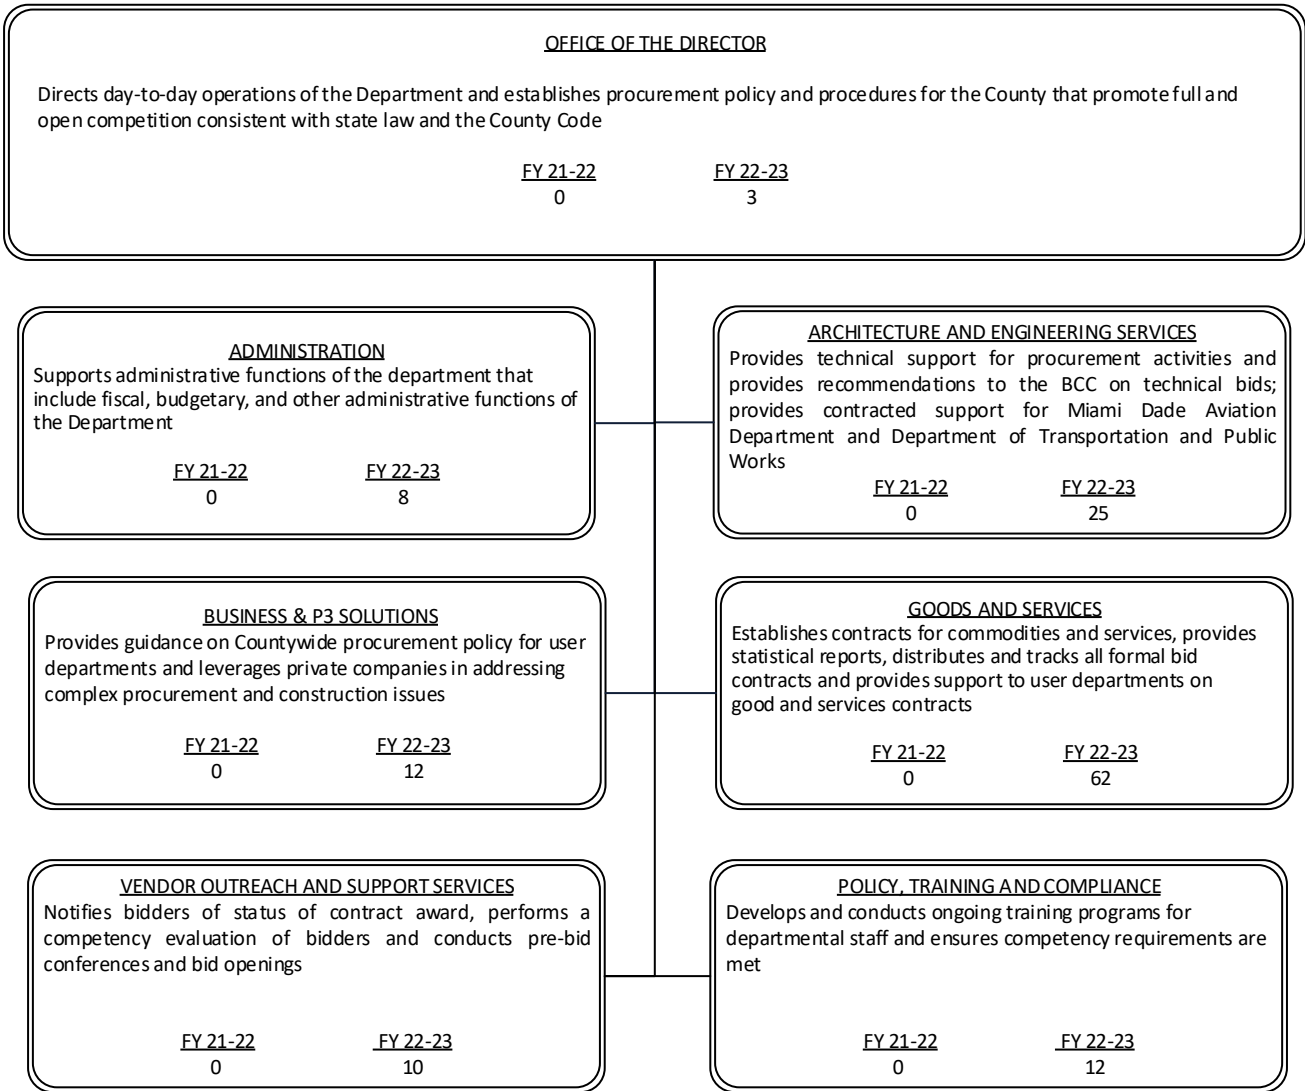 OFFICE OF THE DIRECTOR
Directs day-to-day operations of the Department and establishes procurement policy and procedures for the County that promote full and
open competition consistent with state law and the County Code
FY 21-22 FY 22-23
0 3
ADMINISTRATION
Supports administrative functions of the department that
include fiscal, budgetary, and other administrative functions of
the Department
FY 21-22 FY 22-23
0 8
ARCHITECTURE AND ENGINEERING SERVICES
Provides technical support for procurement activities and
provides recommendations to the BCC on technical bids;
provides contracted support for Miami Dade Aviation
Department and Department of Transportation and Public
Works
FY 21-22 FY 22-23
0 25
BUSINESS & P3 SOLUTIONS
Provides guidance on Countywide procurement policy for user
departments and leverages private companies in addressing
complex procurement and construction issues
FY 21-22 FY 22-23
0 12
GOODS AND SERVICES
Establishes contracts for commodities and services, provides
statistical reports, distributes and tracks all formal bid
contracts and provides support to user departments on
good and services contracts
FY 21-22 FY 22-23
0 62
VENDOR OUTREACH AND SUPPORT SERVICES
Notifies bidders of status of contract award, performs a
competency evaluation of bidders and conducts pre-bid
conferences and bid openings
FY 21-22 FY 22-23
0 10
POLICY, TRAINING AND COMPLIANCE
Develops and conducts ongoing training programs for
departmental staff and ensures competency requirements are
met
FY 21-22 FY 22-23
0 12